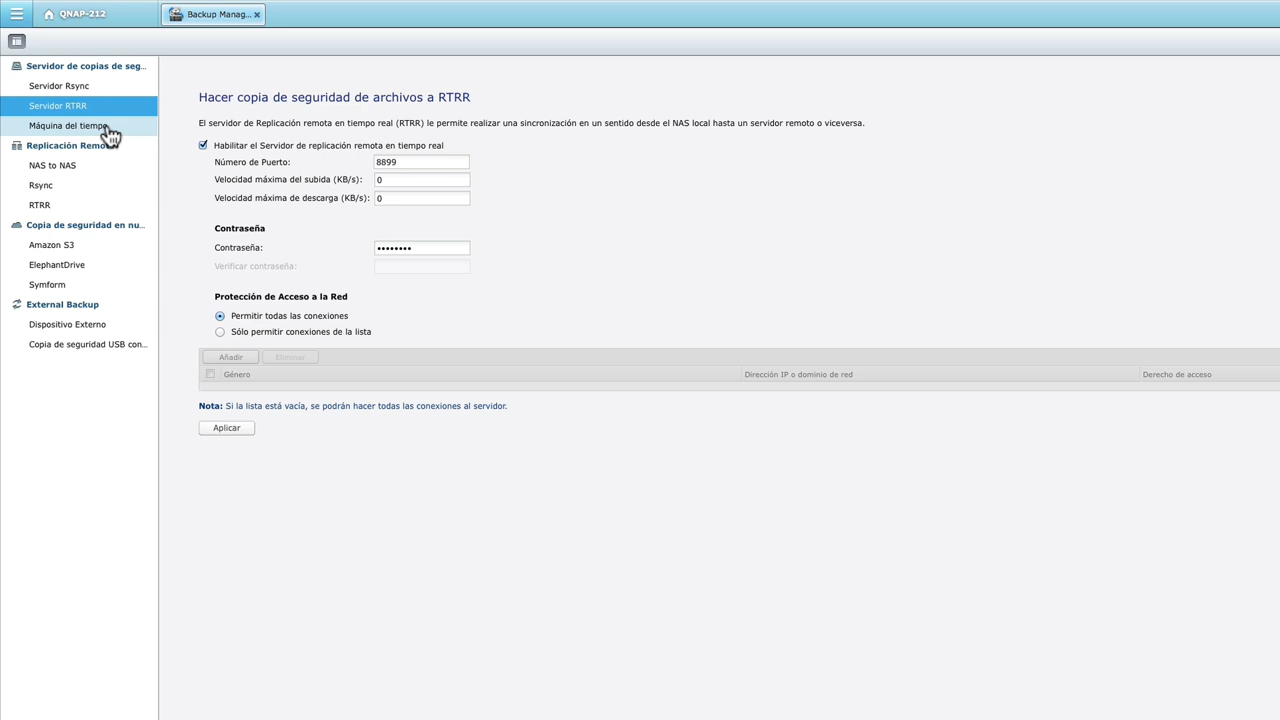 QNAP-212
Backup Manag...
Servidor de copias de seg...
Servidor Rsync
Servidor RTRR
Máquina del tiempo
Replicación Remo
NAS to NAS
Rsync
RTRR
Copia de seguridad en nu...
Amazon S3
ElephantDrive
Symform
External Backup
Dispositivo Externo
Copia de seguridad USB con...
Hacer copia de seguridad de archivos a RTRR
El servidor de Replicación remota en tiempo real (RTRR) le permite realizar una sincronización en un sentido desde el NAS local hasta un servidor remoto o viceversa.
Habilitar el Servidor de replicación remota en tiempo real
Número de Puerto: 8899
Velocidad máxima del subida (KB/s): 0
Velocidad máxima de descarga (KB/s): 0
Contraseña
Contraseña: ••••••••
Verificar contraseña:
Protección de Acceso a la Red
Permitir todas las conexiones
Sólo permitir conexiones de la lista
Añadir Eliminar
Género Dirección IP o dominio de red Derecho de acceso
Nota: Si la lista está vacía, se podrán hacer todas las conexiones al servidor.
Aplicar